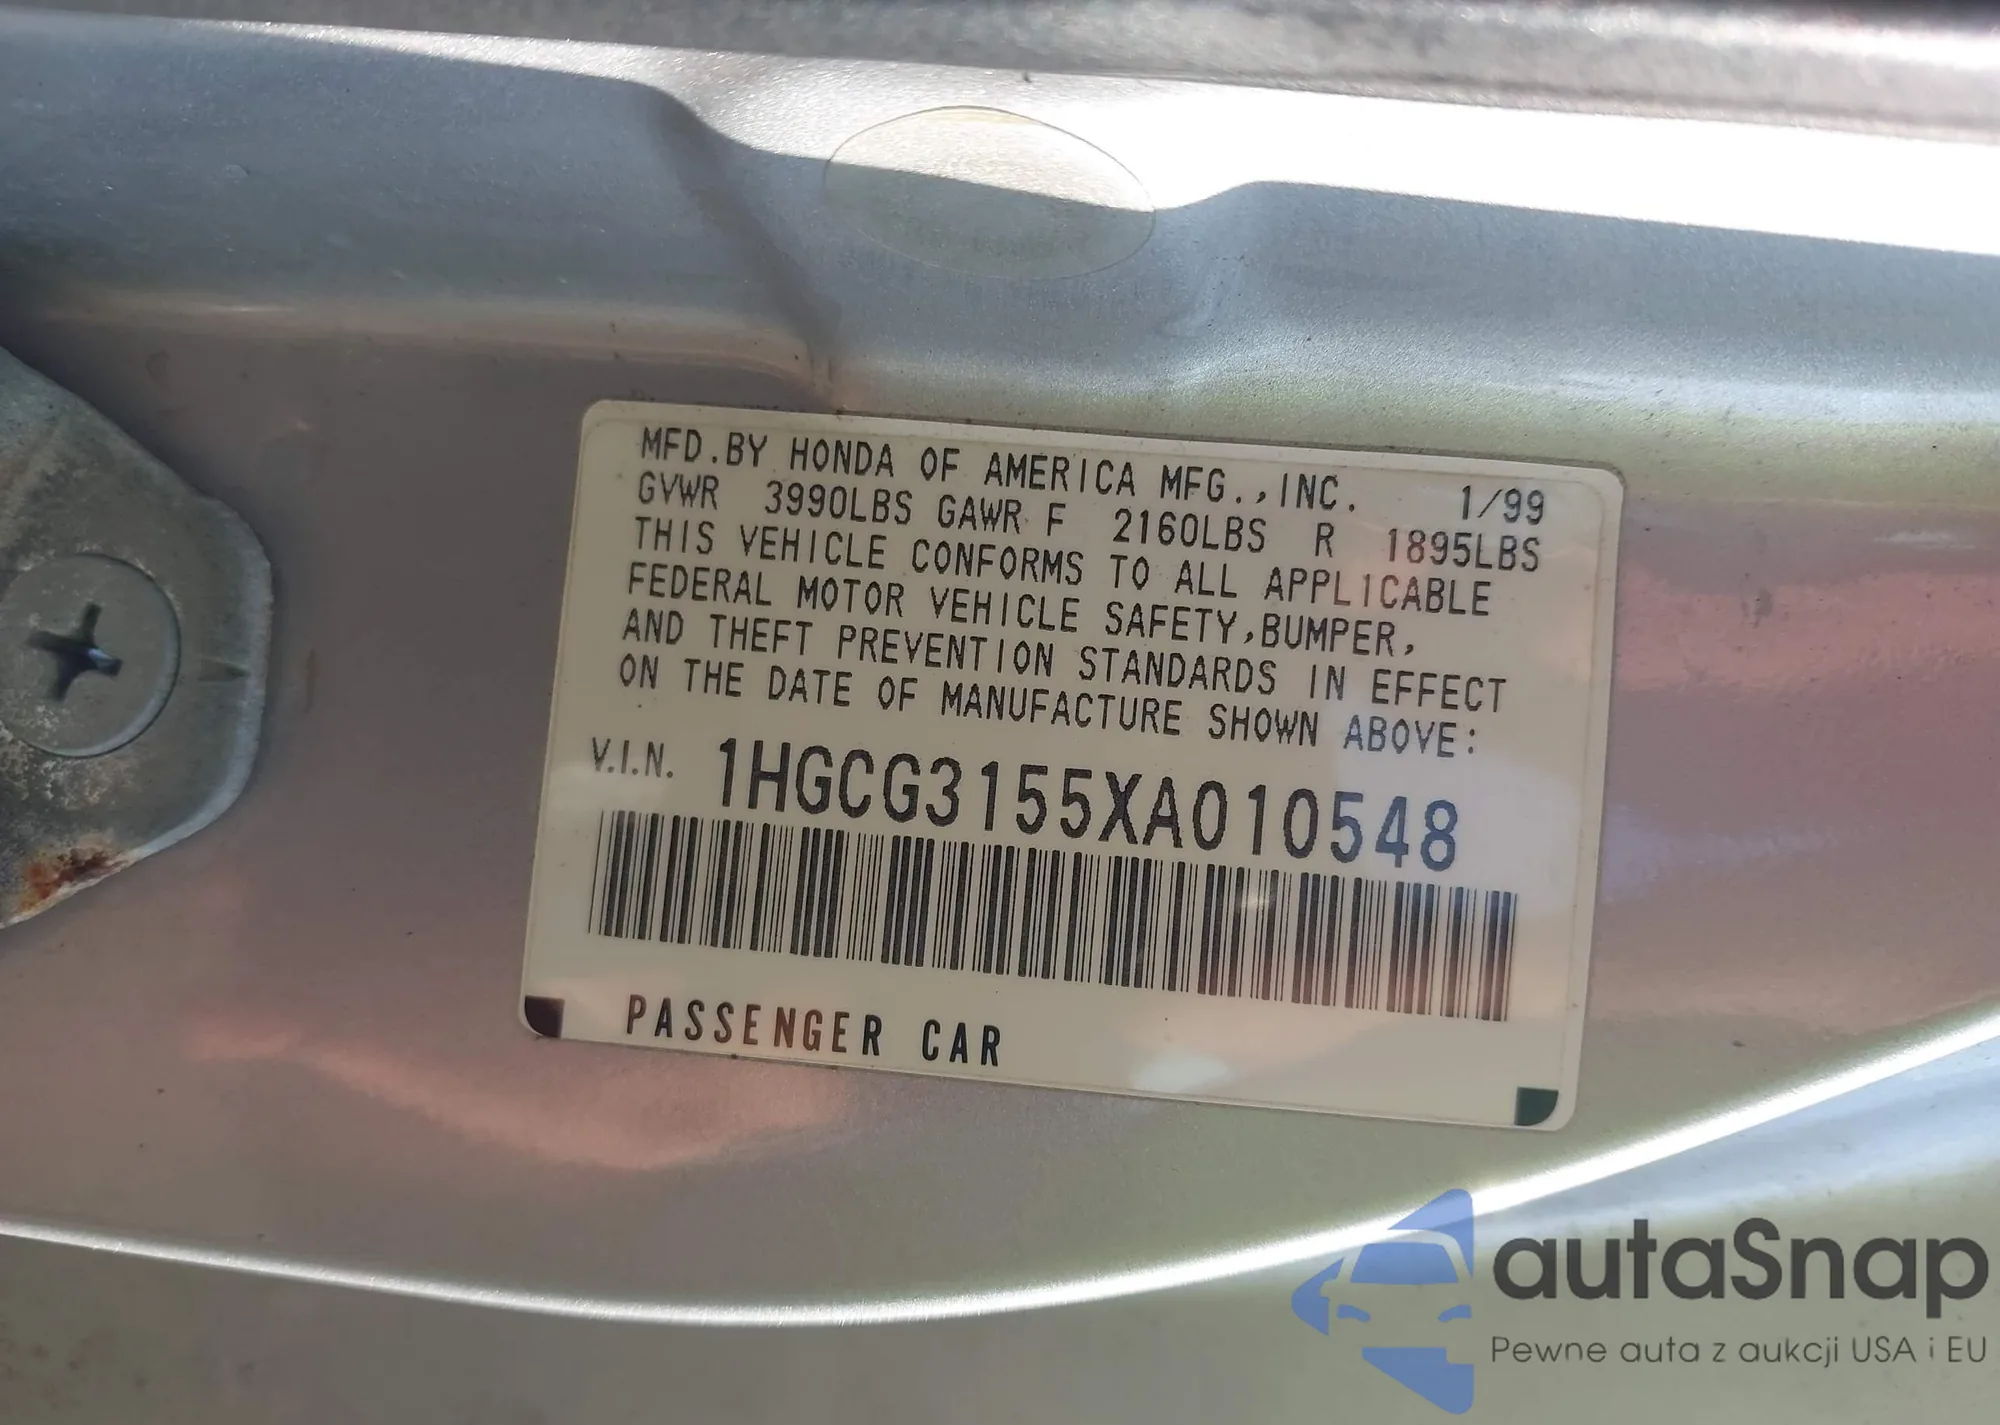 MFD.BY HONDA OF AMERICA MFG.,INC. 1/99
GVWR 3990LBS GAWR F 2160LBS R 1895LBS
THIS VEHICLE CONFORMS TO ALL APPL1CABLE
FEDERAL MOTOR VEHICLE SAFETY,BUMPER,
AND THEFT PREVENTION STANDARDS IN EFFECT
ON THE DATE OF MANUFACTURE SHOWN ABOVE:
V.I.N. 1HGCG3155XA010548
PASSENGER CAR
autaSnap
Pewne auta z aukcji USA i EU